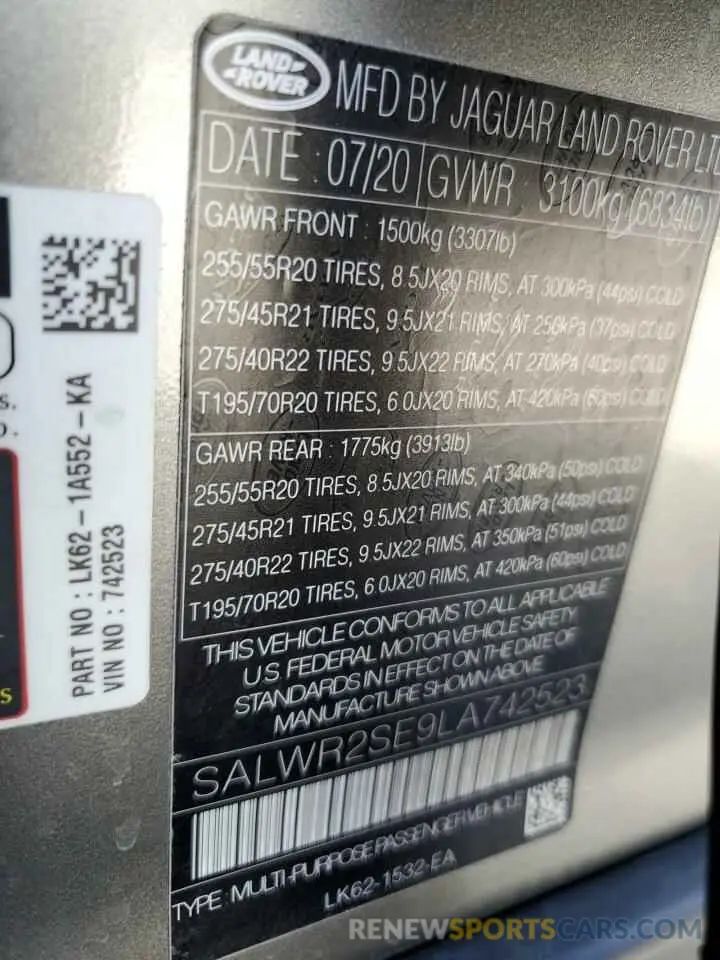 LAND
ROVER
MFD BY JAGUAR LAND ROVER LTD
DATE : 07/20 GVWR : 3100kg (6834lb)
GAWR FRONT : 1500kg (3307lb)
255/55R20 TIRES, 8.5JX20 RIMS, AT 300kPa (44psi) COLD
275/45R21 TIRES, 9.5JX21 RIMS, AT 256kPa (37psi) COLD
275/40R22 TIRES, 9.5JX22 RIMS, AT 270kPa (40psi) COLD
T195/70R20 TIRES, 6.0JX20 RIMS, AT 420kPa (60psi) COLD
GAWR REAR : 1775kg (3913lb)
255/55R20 TIRES, 8.5JX20 RIMS, AT 340kPa (50psi) COLD
275/45R21 TIRES, 9.5JX21 RIMS, AT 300kPa (44psi) COLD
275/40R22 TIRES, 9.5JX22 RIMS, AT 350kPa (51psi) COLD
T195/70R20 TIRES, 6.0JX20 RIMS, AT 420kPa (60psi) COLD
THIS VEHICLE CONFORMS TO ALL APPLICABLE
U.S. FEDERAL MOTOR VEHICLE SAFETY
STANDARDS IN EFFECT ON THE DATE OF
MANUFACTURE SHOWN ABOVE
SALWR2SE9LA742523
TYPE: MULTI-PURPOSE PASSENGER VEHICLE
LK62-1532-EA
PART NO : LK62-1A552-KA
VIN NO : 742523
RENEWSPORTSCARS.COM